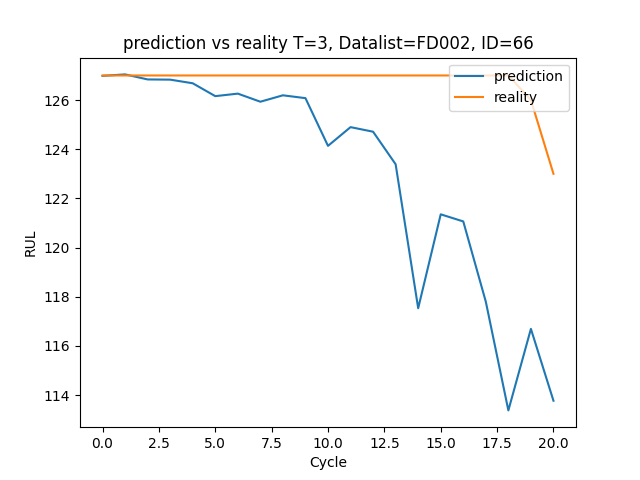 prediction vs reality T=3, Datalist=FD002, ID=66
prediction
reality
RUL
126
124
122
120
118
116
114
0.0 2.5 5.0 7.5 10.0 12.5 15.0 17.5 20.0
Cycle